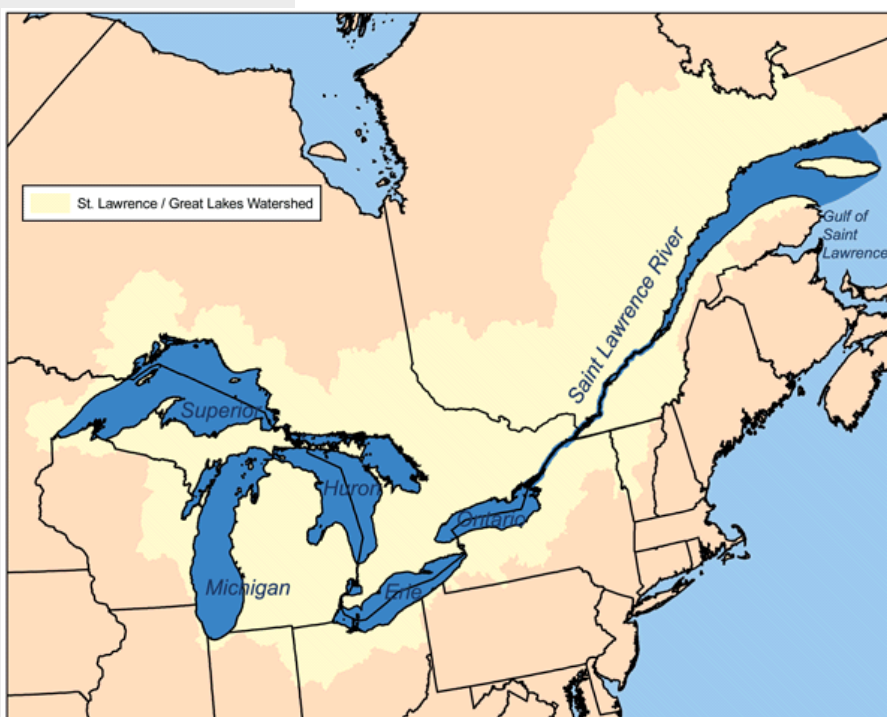 St. Lawrence / Great Lakes Watershed
Gulf of
Saint
Lawrence
Saint Lawrence River
Superior
Huron
Ontario
Michigan
Erie